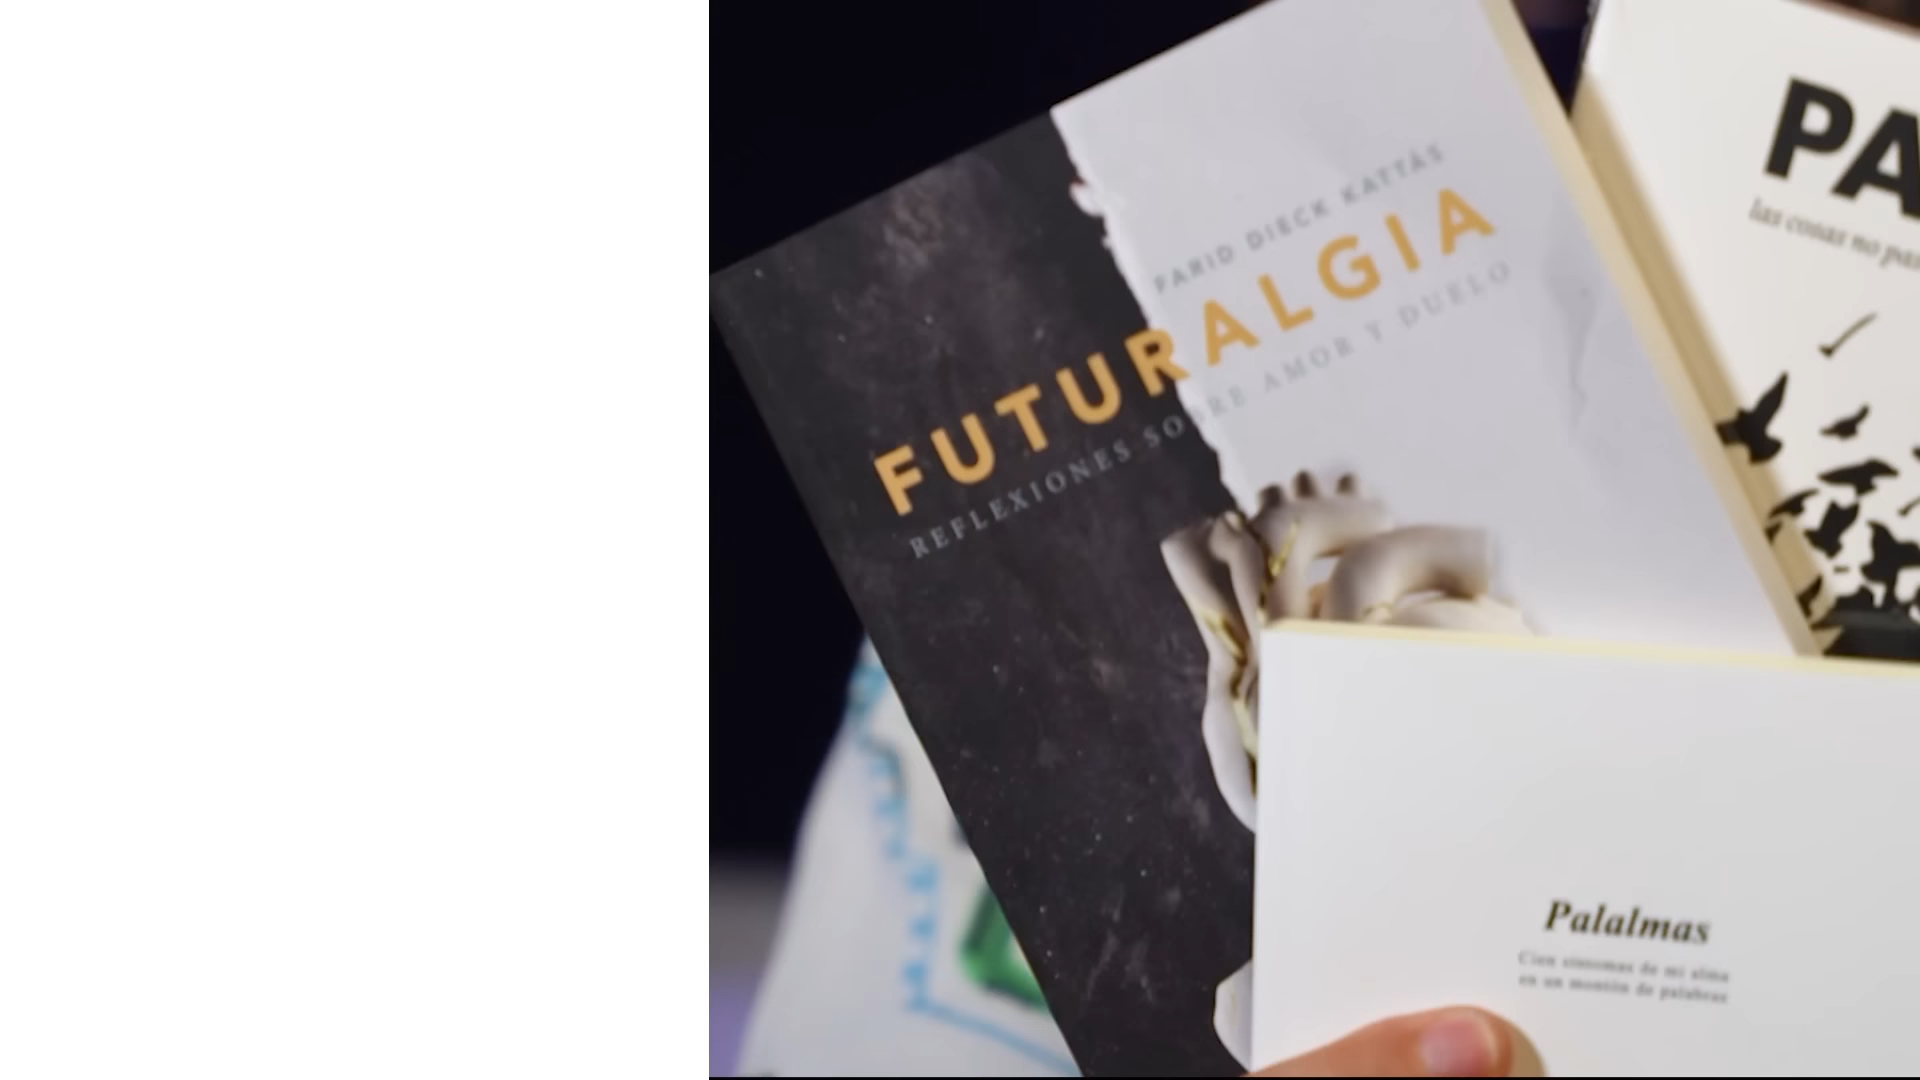 FARID DIECK KATTÁS
FUTURALGIA
REFLEXIONES SOBRE AMOR Y DUELO
PA
las cosas no pa
Palalmas
Cien síntomas de mi alma
en un montón de palabras